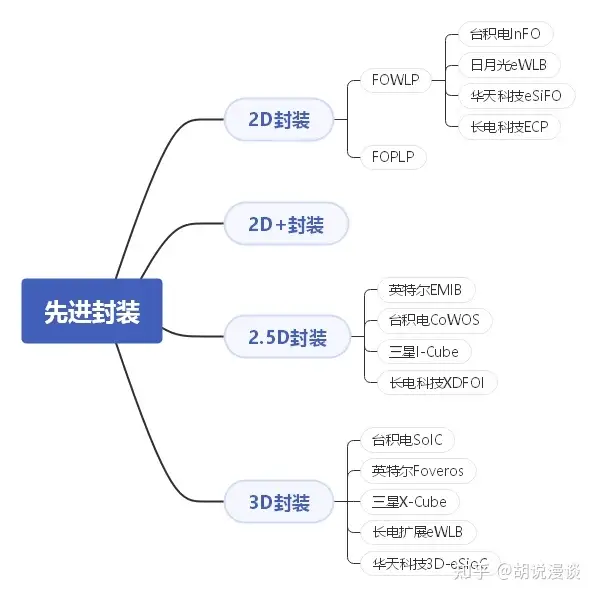 先进封装
2D封装
FOWLP
台积电InFO
日月光eWLB
华天科技eSiFO
长电科技ECP
FOPLP
2D+封装
2.5D封装
英特尔EMIB
台积电CoWOS
三星I-Cube
长电科技XDFOI
3D封装
台积电SoIC
英特尔Foveros
三星X-Cube
长电扩展eWLB
华天科技3D-eSinC
知乎 @胡说漫谈